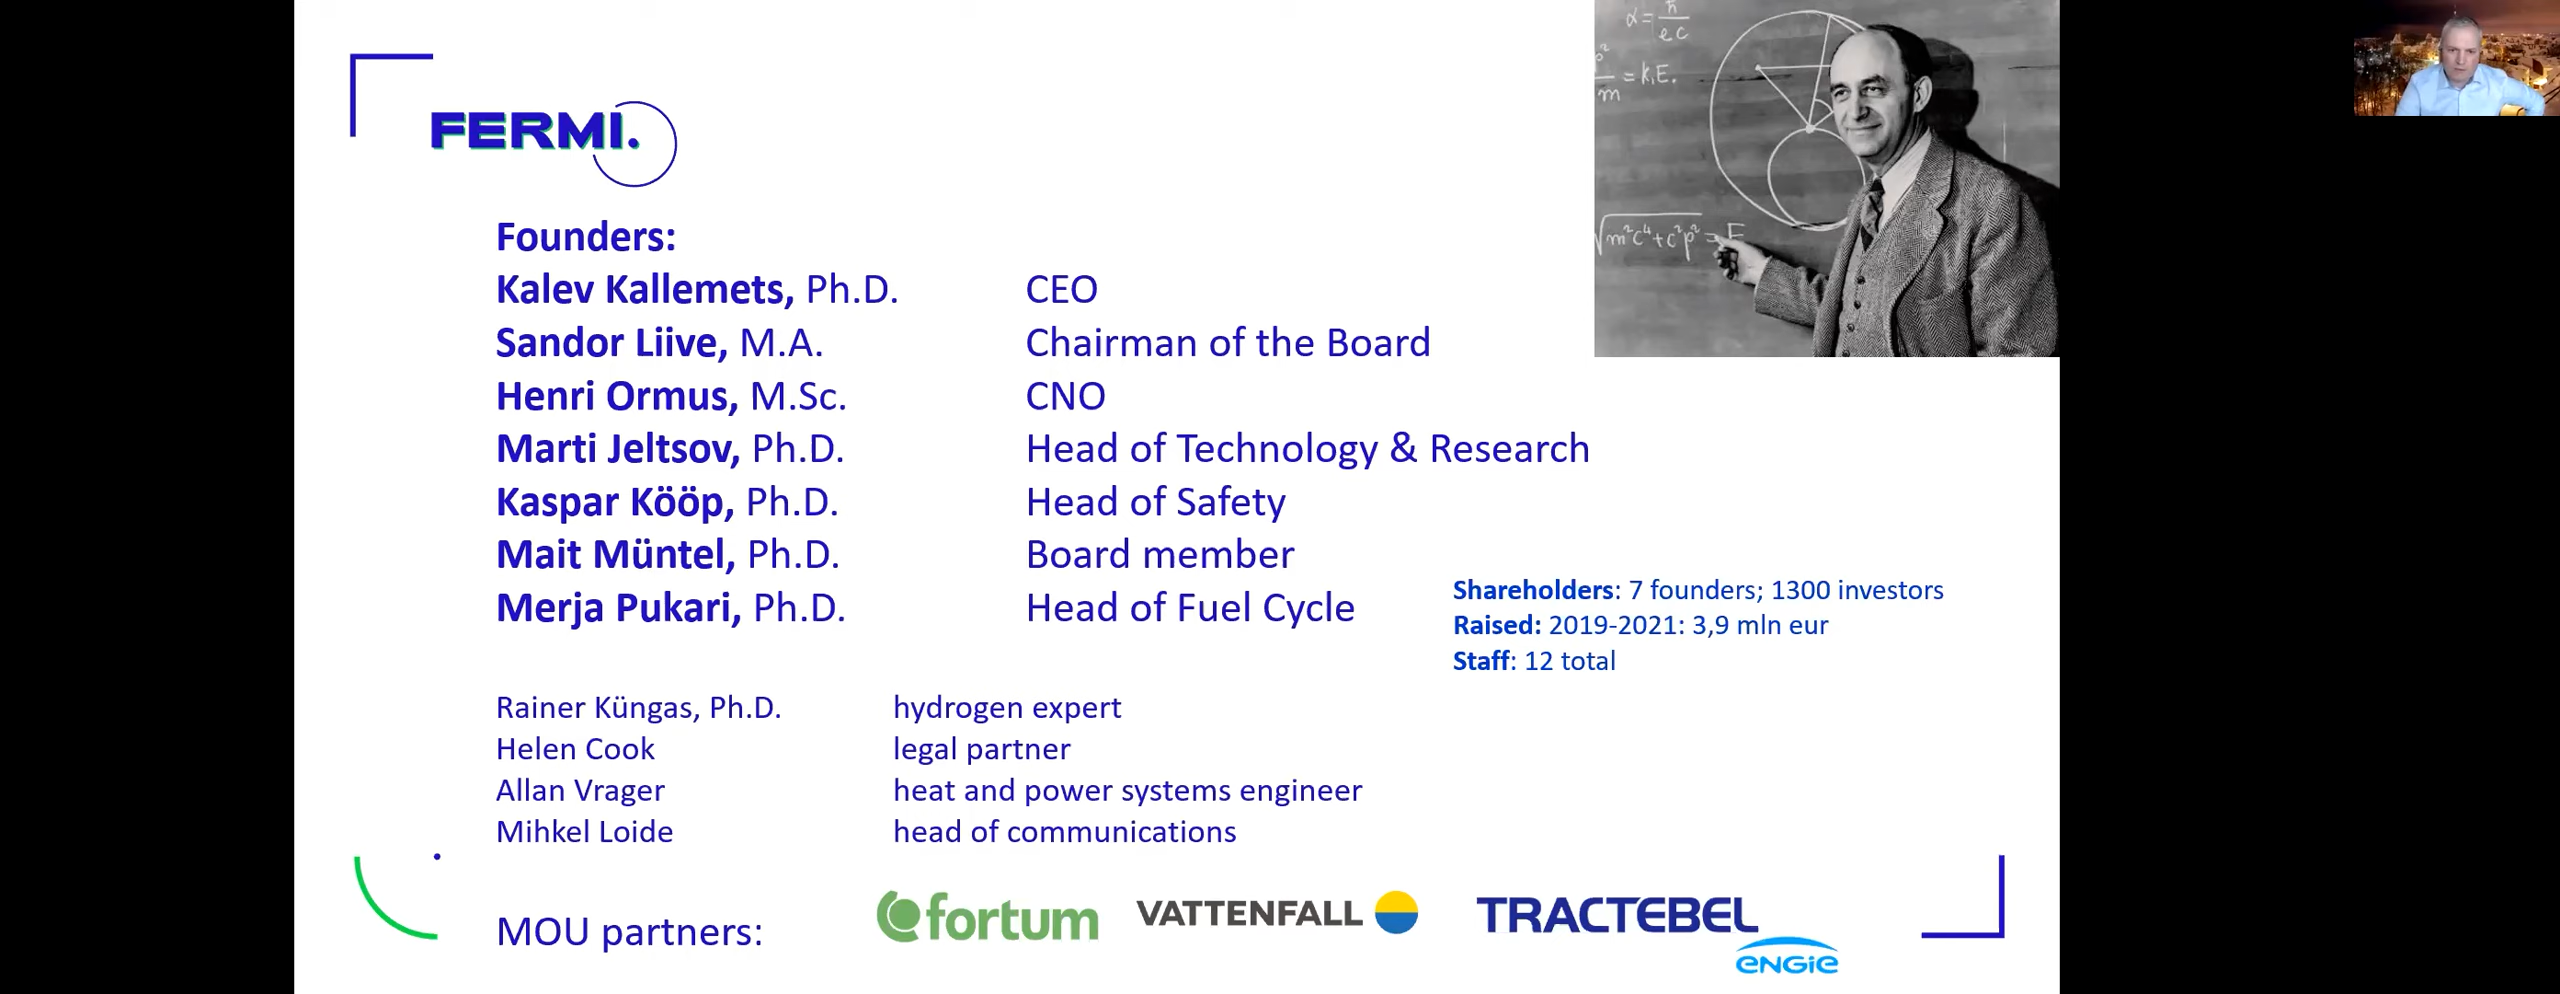 FERMI.
Founders:
Kalev Kallemets, Ph.D. CEO
Sandor Liive, M.A. Chairman of the Board
Henri Ormus, M.Sc. CNO
Marti Jeltsov, Ph.D. Head of Technology & Research
Kaspar Kööp, Ph.D. Head of Safety
Mait Müntel, Ph.D. Board member
Merja Pukari, Ph.D. Head of Fuel Cycle
Shareholders: 7 founders; 1300 investors
Raised: 2019-2021: 3,9 mln eur
Staff: 12 total
Rainer Küngas, Ph.D. hydrogen expert
Helen Cook legal partner
Allan Vrager heat and power systems engineer
Mihkel Loide head of communications
MOU partners: fortum VATTENFALL TRACTEBEL
ENGIE
α = ħ
ec
p²
m = K.E.
√m²c⁴+c²p² = E